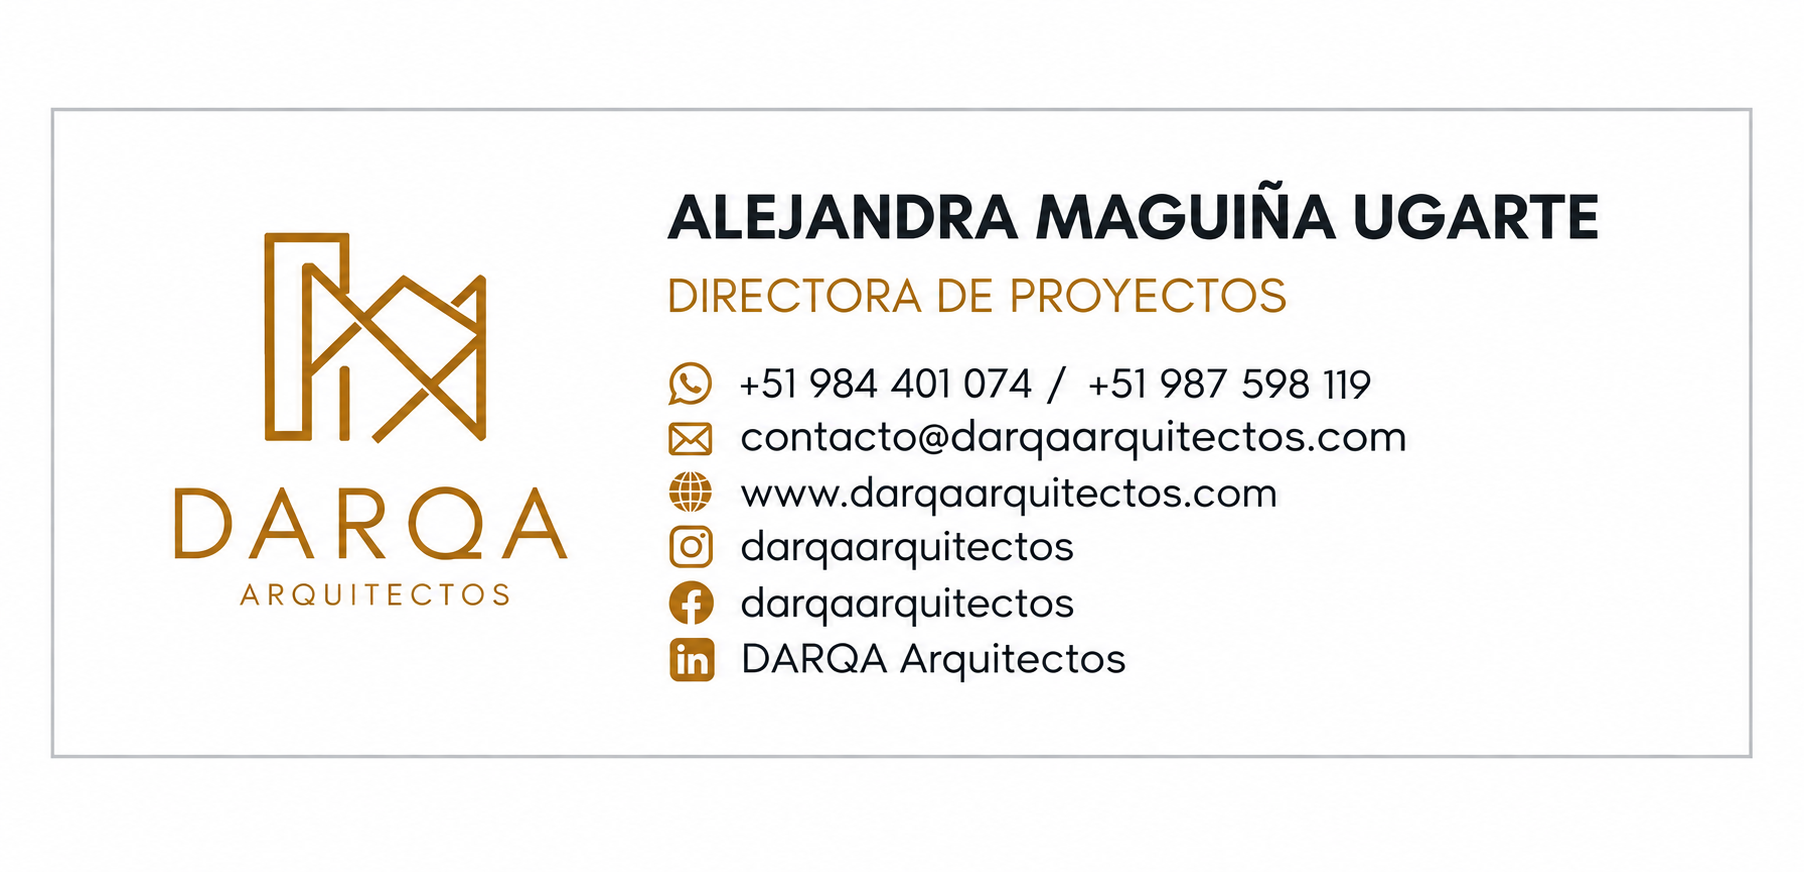 DARQA
ARQUITECTOS
ALEJANDRA MAGUIÑA UGARTE
DIRECTORA DE PROYECTOS
+51 984 401 074 / +51 987 598 119
contacto@darqaarquitectos.com
www.darqaarquitectos.com
darqaarquitectos
darqaarquitectos
DARQA Arquitectos